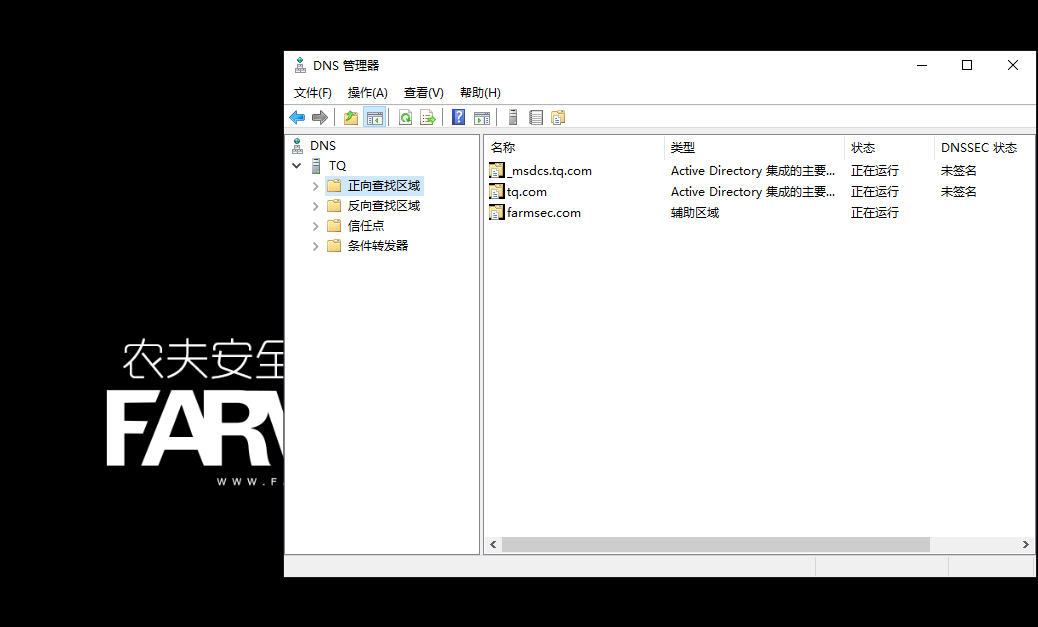 DNS 管理器
文件(F) 操作(A) 查看(V) 帮助(H)
DNS
TQ
正向查找区域
反向查找区域
信任点
条件转发器
名称 类型 状态 DNSSEC 状态
_msdcs.tq.com Active Directory 集成的主要... 正在运行 未签名
tq.com Active Directory 集成的主要... 正在运行 未签名
farmsec.com 辅助区域 正在运行
农夫安全
FAR
WWW.F